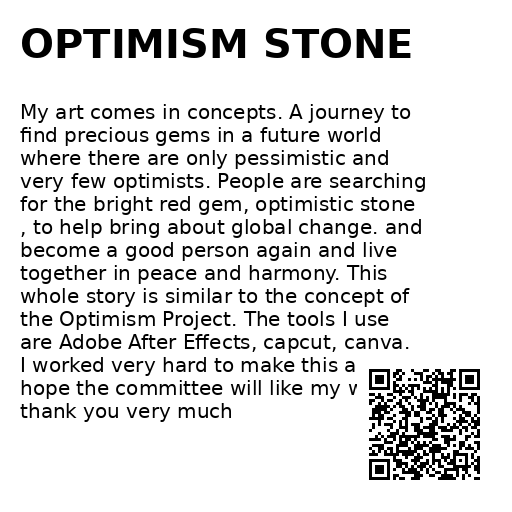 OPTIMISM STONE
My art comes in concepts. A journey to
find precious gems in a future world
where there are only pessimistic and
very few optimists. People are searching
for the bright red gem, optimistic stone
, to help bring about global change. and
become a good person again and live
together in peace and harmony. This
whole story is similar to the concept of
the Optimism Project. The tools I use
are Adobe After Effects, capcut, canva.
I worked very hard to make this a
hope the committee will like my
thank you very much